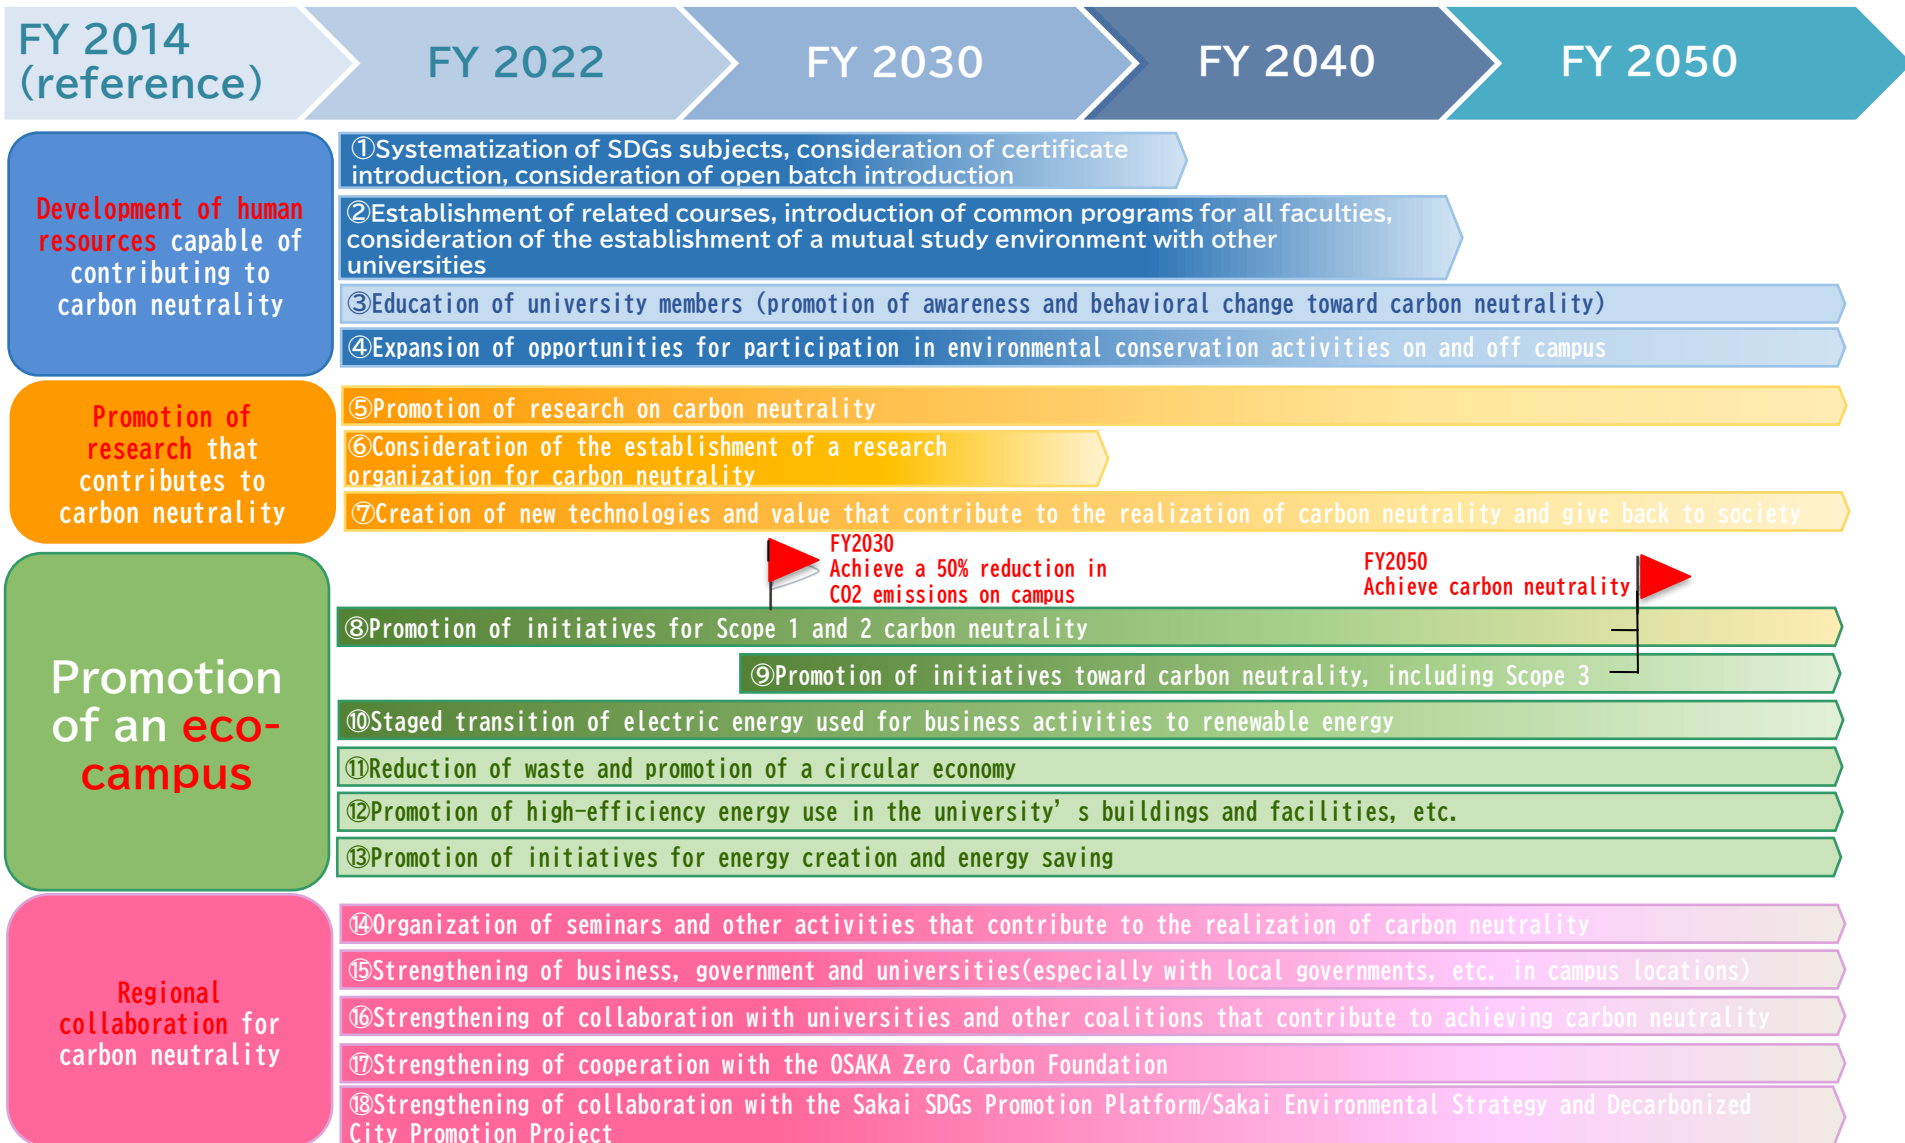 FY 2014
(reference)
FY 2022
FY 2030
FY 2040
FY 2050
Development of human
resources capable of
contributing to
carbon neutrality
①Systematization of SDGs subjects, consideration of certificate
introduction, consideration of open batch introduction
②Establishment of related courses, introduction of common programs for all faculties,
consideration of the establishment of a mutual study environment with other
universities
③Education of university members (promotion of awareness and behavioral change toward carbon neutrality)
④Expansion of opportunities for participation in environmental conservation activities on and off campus
Promotion of
research that
contributes to
carbon neutrality
⑤Promotion of research on carbon neutrality
⑥Consideration of the establishment of a research
organization for carbon neutrality
⑦Creation of new technologies and value that contribute to the realization of carbon neutrality and give back to society
Promotion
of an eco-
campus
FY2030
Achieve a 50% reduction in
CO2 emissions on campus
FY2050
Achieve carbon neutrality
⑧Promotion of initiatives for Scope 1 and 2 carbon neutrality
⑨Promotion of initiatives toward carbon neutrality, including Scope 3
⑩Staged transition of electric energy used for business activities to renewable energy
⑪Reduction of waste and promotion of a circular economy
⑫Promotion of high-efficiency energy use in the university's buildings and facilities, etc.
⑬Promotion of initiatives for energy creation and energy saving
Regional
collaboration for
carbon neutrality
⑭Organization of seminars and other activities that contribute to the realization of carbon neutrality
⑮Strengthening of business, government and universities(especially with local governments, etc. in campus locations)
⑯Strengthening of collaboration with universities and other coalitions that contribute to achieving carbon neutrality
⑰Strengthening of cooperation with the OSAKA Zero Carbon Foundation
⑱Strengthening of collaboration with the Sakai SDGs Promotion Platform/Sakai Environmental Strategy and Decarbonized
City Promotion Project